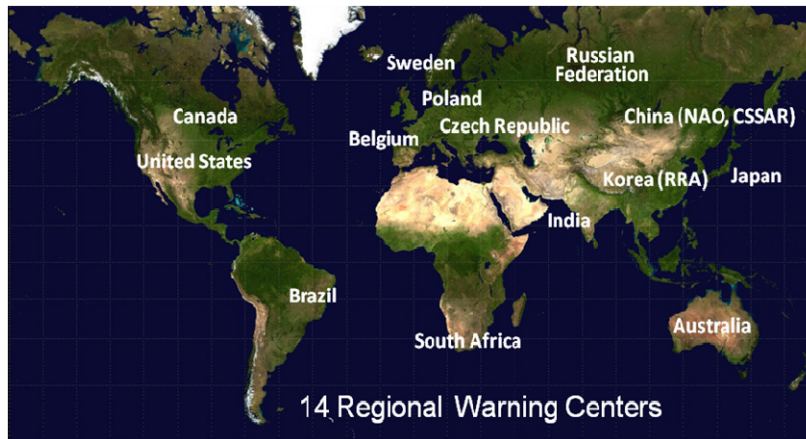 Sweden
Russian
Federation
Poland
Canada
China (NAO, CSSAR)
Czech Republic
Belgium
United States
Korea (RRA)
Japan
India
Brazil
Australia
South Africa
14 Regional Warning Centers